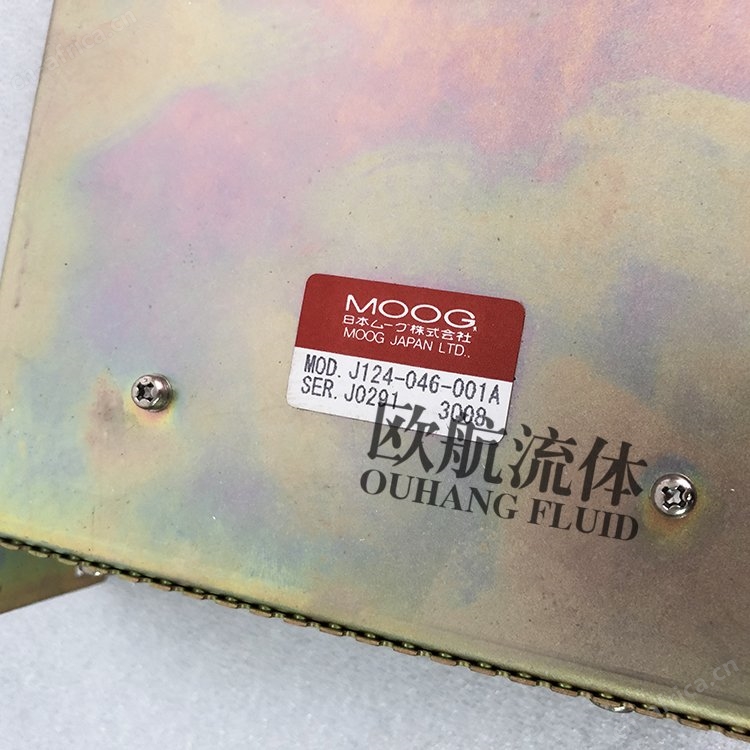 MOOG
日本ムーグ株式会社
MOOG JAPAN LTD.,
MOD. J124-046-001A
SER. J0291 3008
欧航流体
OUHANG FLUID